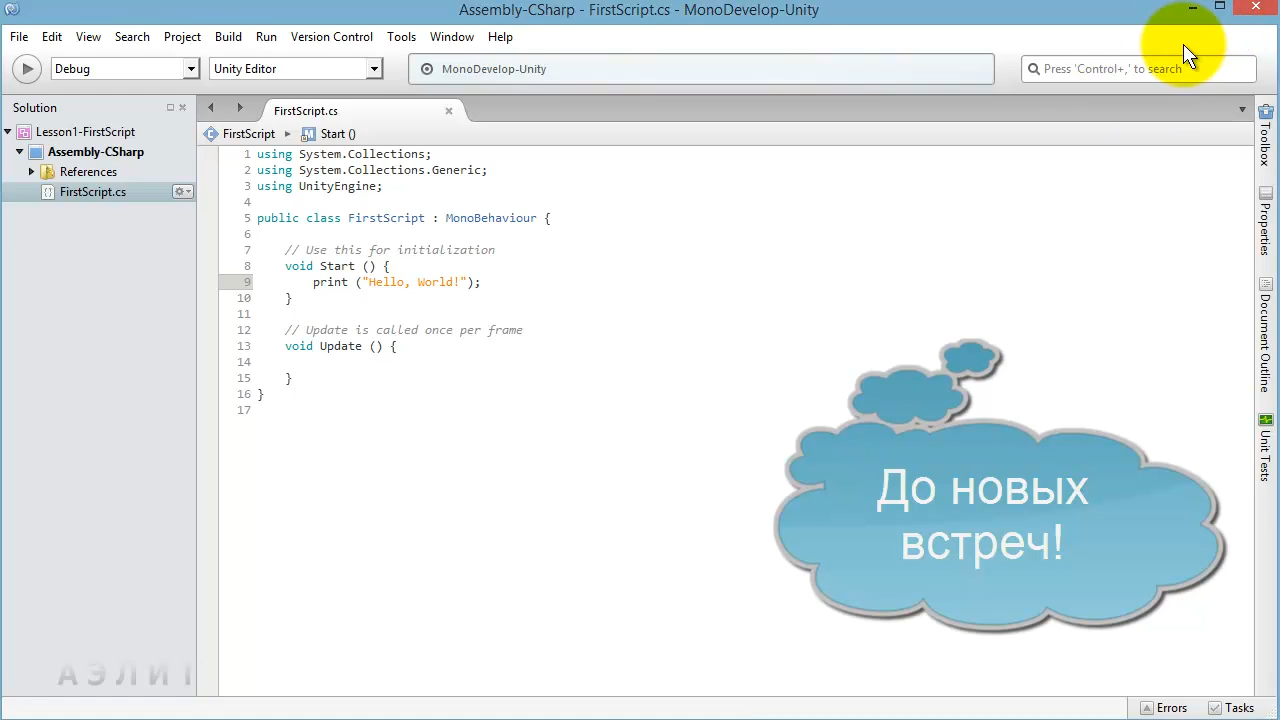 Assembly-CSharp - FirstScript.cs - MonoDevelop-Unity
File Edit View Search Project Build Run Version Control Tools Window Help
Debug Unity Editor MonoDevelop-Unity Press 'Control+,' to search
Solution
Lesson1-FirstScript
Assembly-CSharp
References
FirstScript.cs
FirstScript.cs
FirstScript Start ()
1 using System.Collections;
2 using System.Collections.Generic;
3 using UnityEngine;
4
5 public class FirstScript : MonoBehaviour {
6
7 // Use this for initialization
8 void Start () {
9 print ("Hello, World!");
10 }
11
12 // Update is called once per frame
13 void Update () {
14
15 }
16 }
17
До новых
встреч!
Toolbox
Properties
Document Outline
Unit Tests
Errors Tasks